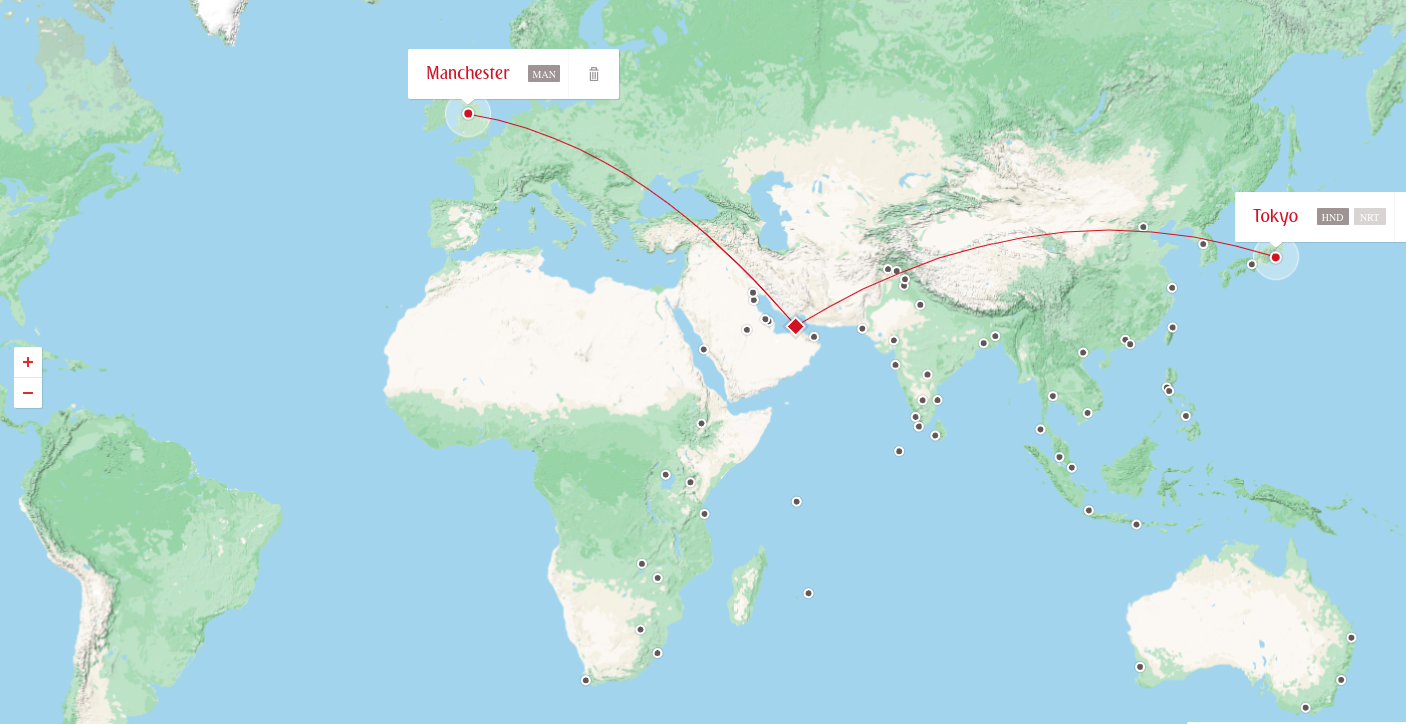 Manchester MAN
Tokyo HND NRT
+
−